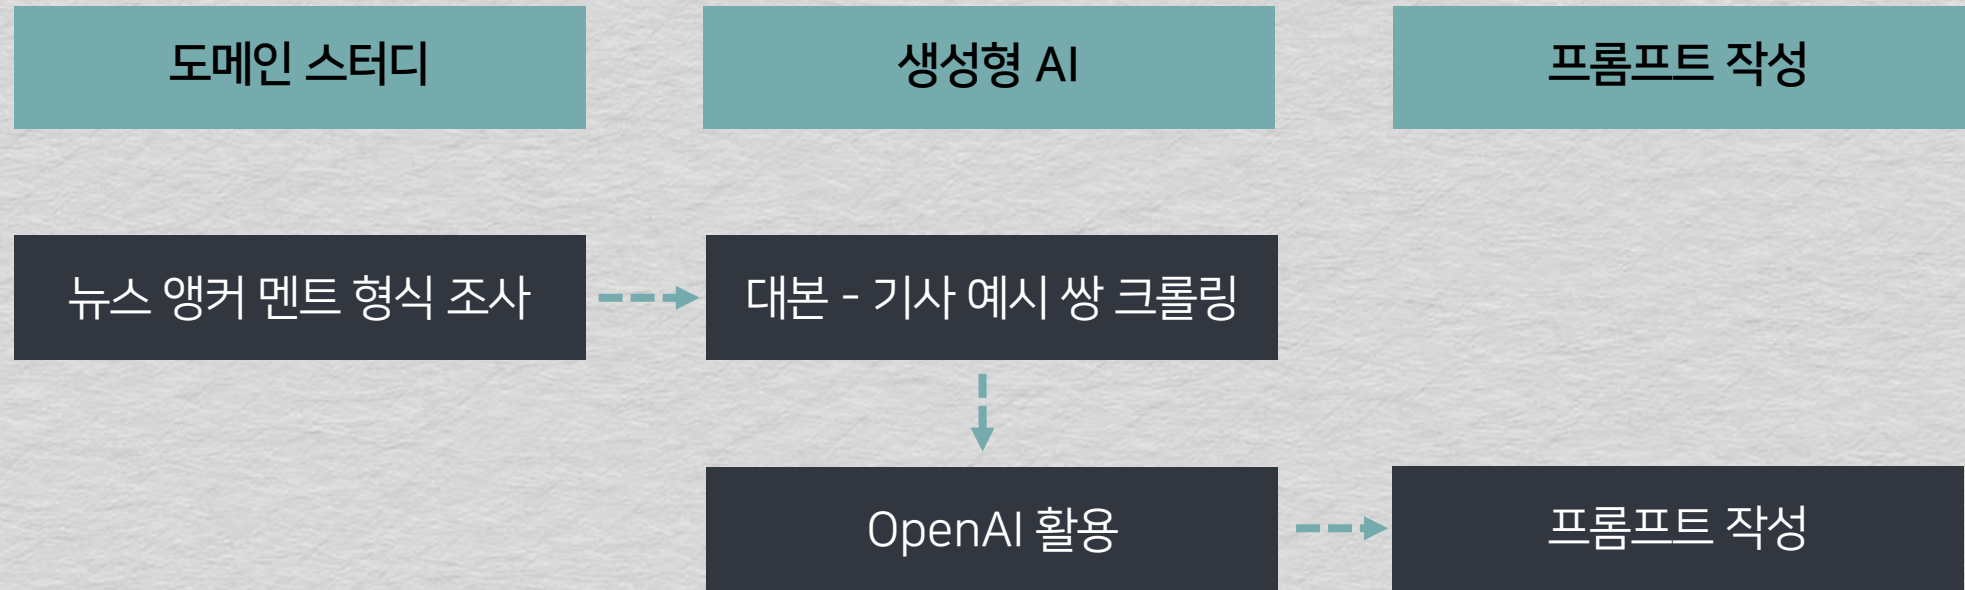 도메인 스터디
생성형 AI
프롬프트 작성
뉴스 앵커 멘트 형식 조사
대본 - 기사 예시 쌍 크롤링
OpenAI 활용
프롬프트 작성